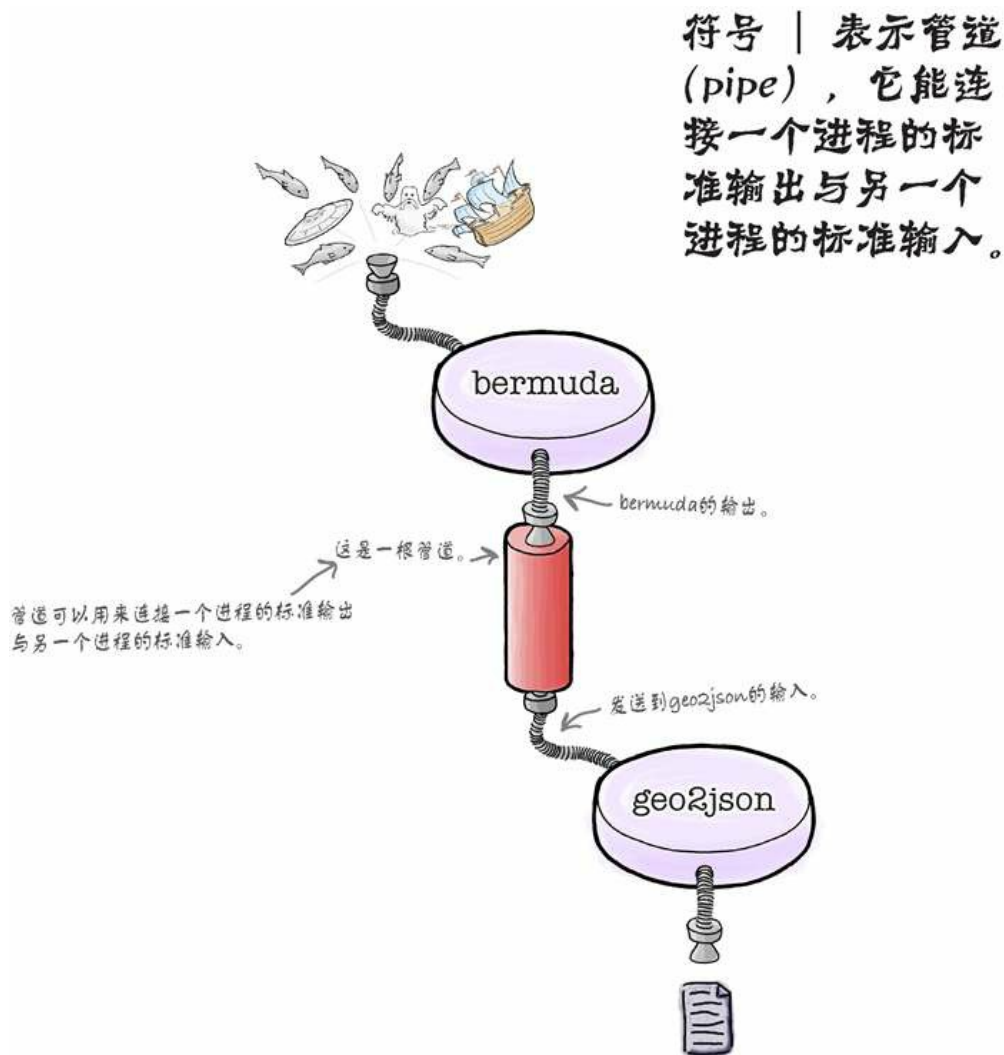 符号 | 表示管道
(pipe)，它能连
接一个进程的标
准输出与另一个
进程的标准输入。
bermuda
bermuda的输出。
这是一根管道。
管道可以用来连接一个进程的标准输出
与另一个进程的标准输入。
发送到geo2json的输入。
geo2json